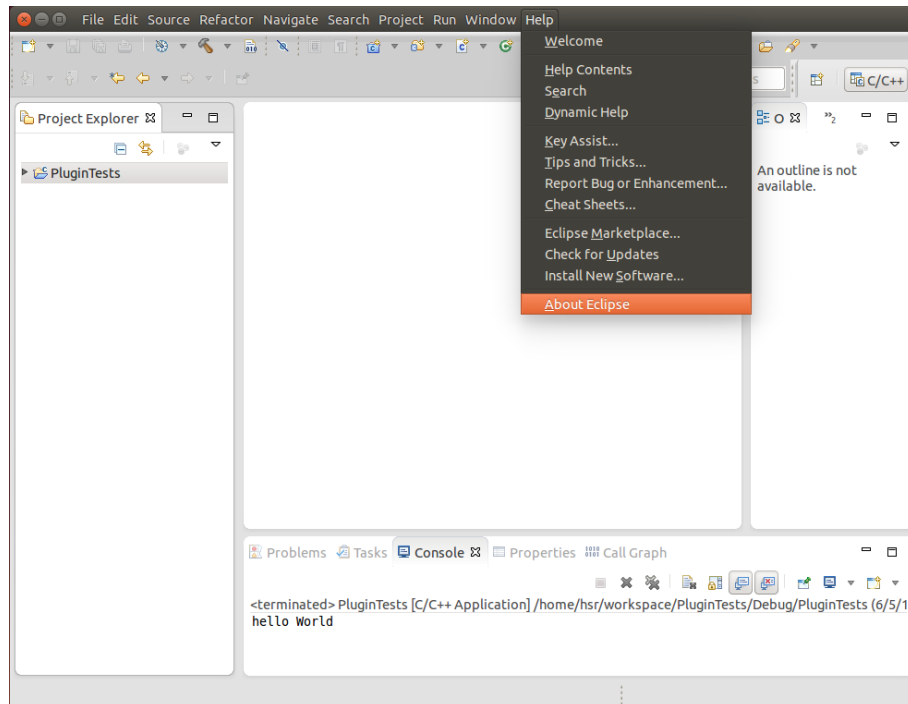 File Edit Source Refactor Navigate Search Project Run Window Help
Welcome
Help Contents
Search
Dynamic Help
Key Assist...
Tips and Tricks...
Report Bug or Enhancement...
Cheat Sheets...
Eclipse Marketplace...
Check for Updates
Install New Software...
About Eclipse
C/C++
Project Explorer
PluginTests
O
An outline is not
available.
Problems Tasks Console Properties Call Graph
<terminated> PluginTests [C/C++ Application] /home/hsr/workspace/PluginTests/Debug/PluginTests (6/5/1
hello World